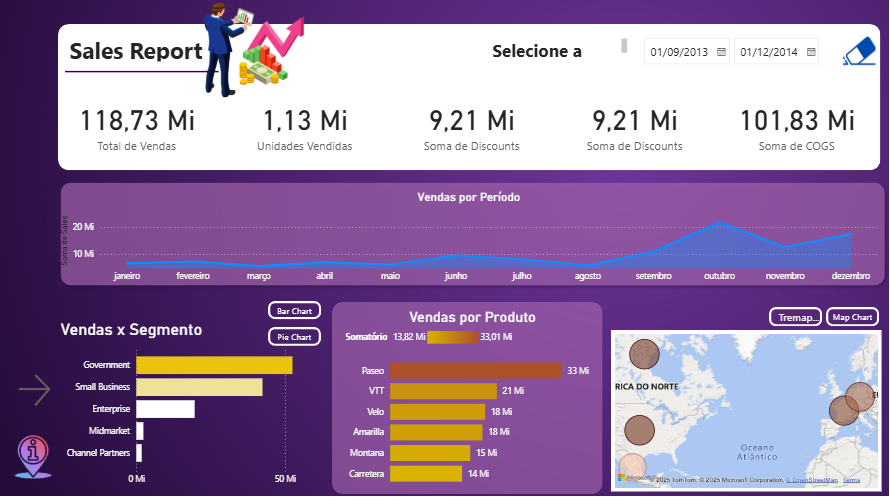 Sales Report
Selecione a
01/09/2013
01/12/2014
118,73 Mi
Total de Vendas
1,13 Mi
Unidades Vendidas
9,21 Mi
Soma de Discounts
9,21 Mi
Soma de Discounts
101,83 Mi
Soma de COGS
Vendas por Período
Soma de Sales
20 Mi
10 Mi
janeiro fevereiro março abril maio junho julho agosto setembro outubro novembro dezembro
Vendas x Segmento
Bar Chart
Pie Chart
Government
Small Business
Enterprise
Midmarket
Channel Partners
0 Mi 50 Mi
Vendas por Produto
Somatório 13,82 Mi 33,01 Mi
Paseo 33 Mi
VTT 21 Mi
Velo 18 Mi
Amarilla 18 Mi
Montana 15 Mi
Carretera 14 Mi
Tremap...
Map Chart
RICA DO NORTE
Oceano
Atlântico
Microsoft
© 2025 TomTom, © 2025 Microsoft Corporation, © OpenStreetMap Terms